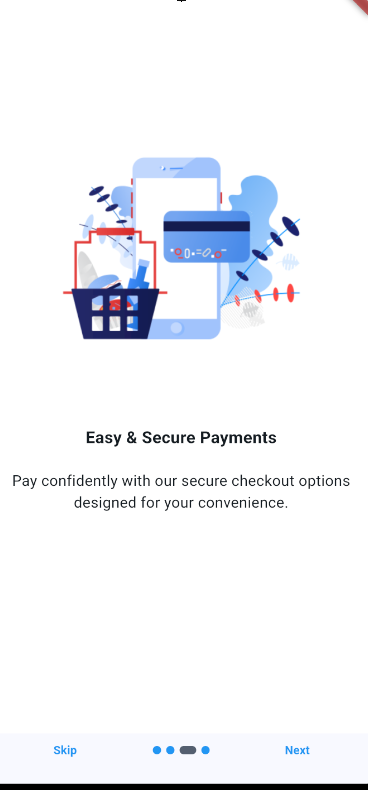 Easy & Secure Payments
Pay confidently with our secure checkout options
designed for your convenience.
Skip
Next